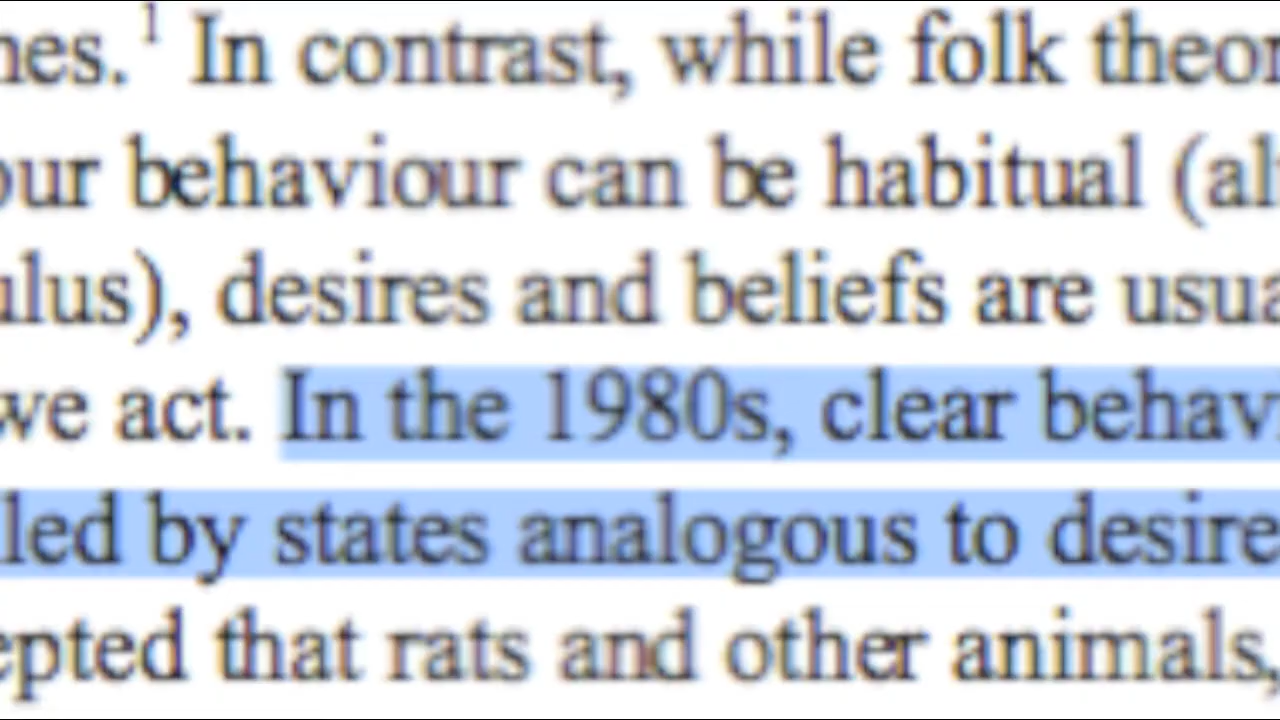 nes.¹ In contrast, while folk theor
our behaviour can be habitual (al
ulus), desires and beliefs are usua
we act. In the 1980s, clear behav
lled by states analogous to desire
epted that rats and other animals,